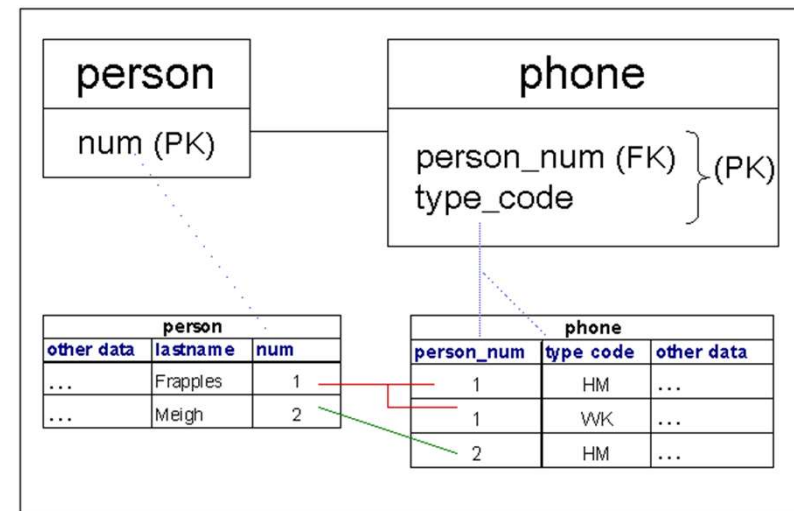 person
num (PK)
phone
person_num (FK)
type_code
(PK)
person
other data lastname num
... Frapples 1
... Meigh 2
phone
person_num type code other data
1 HM ...
1 WK ...
2 HM ...